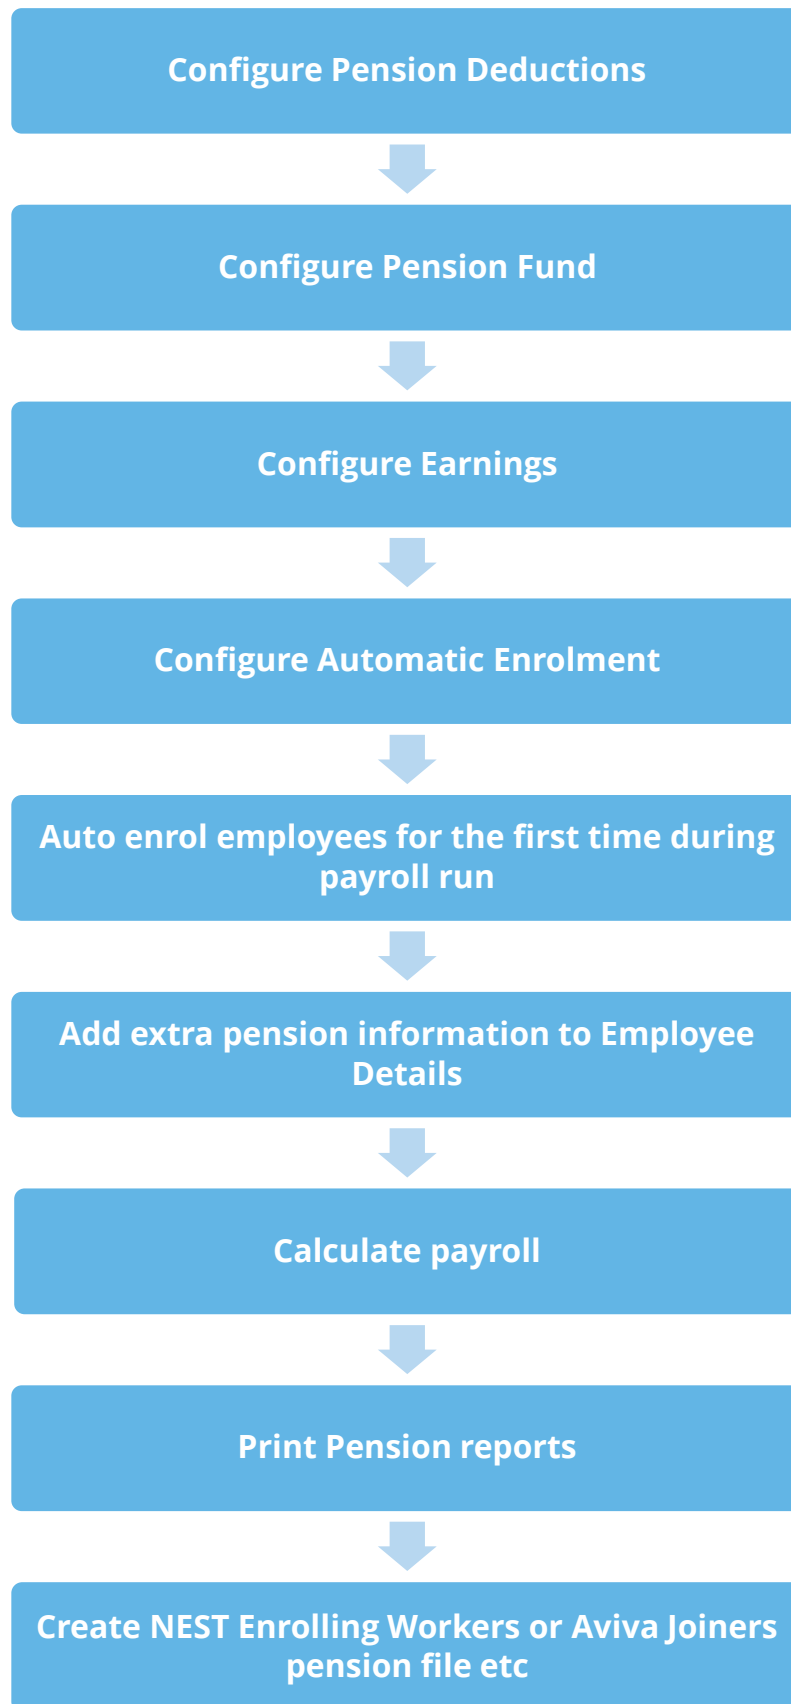 Configure Pension Deductions
Configure Pension Fund
Configure Earnings
Configure Automatic Enrolment
Auto enrol employees for the first time during
payroll run
Add extra pension information to Employee
Details
Calculate payroll
Print Pension reports
Create NEST Enrolling Workers or Aviva Joiners
pension file etc